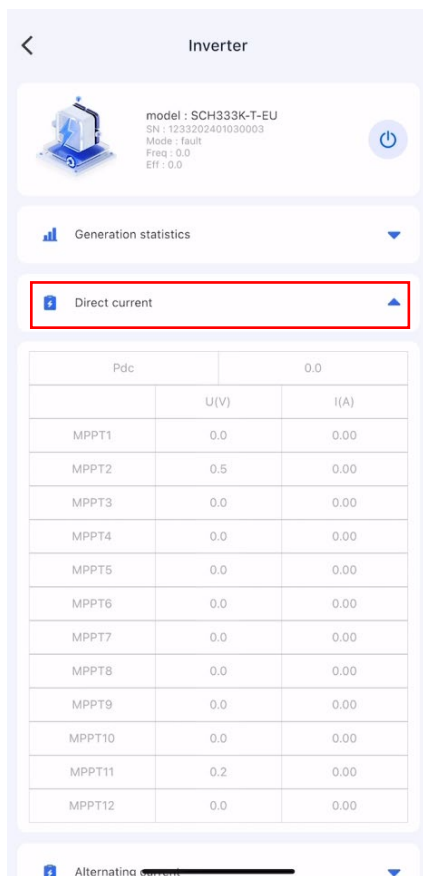 Inverter
model : SCH333K-T-EU
SN : 1233202401030003
Mode : fault
Freq : 0.0
Eff : 0.0
Generation statistics
Direct current
Pdc 0.0
U(V) I(A)
MPPT1 0.0 0.00
MPPT2 0.5 0.00
MPPT3 0.0 0.00
MPPT4 0.0 0.00
MPPT5 0.0 0.00
MPPT6 0.0 0.00
MPPT7 0.0 0.00
MPPT8 0.0 0.00
MPPT9 0.0 0.00
MPPT10 0.0 0.00
MPPT11 0.2 0.00
MPPT12 0.0 0.00
Alternating current